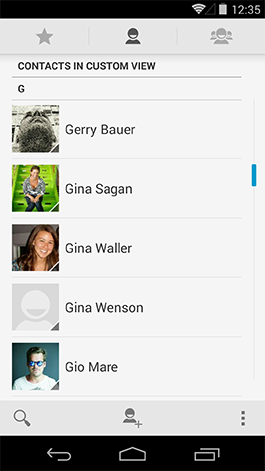 12:35
CONTACTS IN CUSTOM VIEW
G
Gerry Bauer
Gina Sagan
Gina Waller
Gina Wenson
Gio Mare